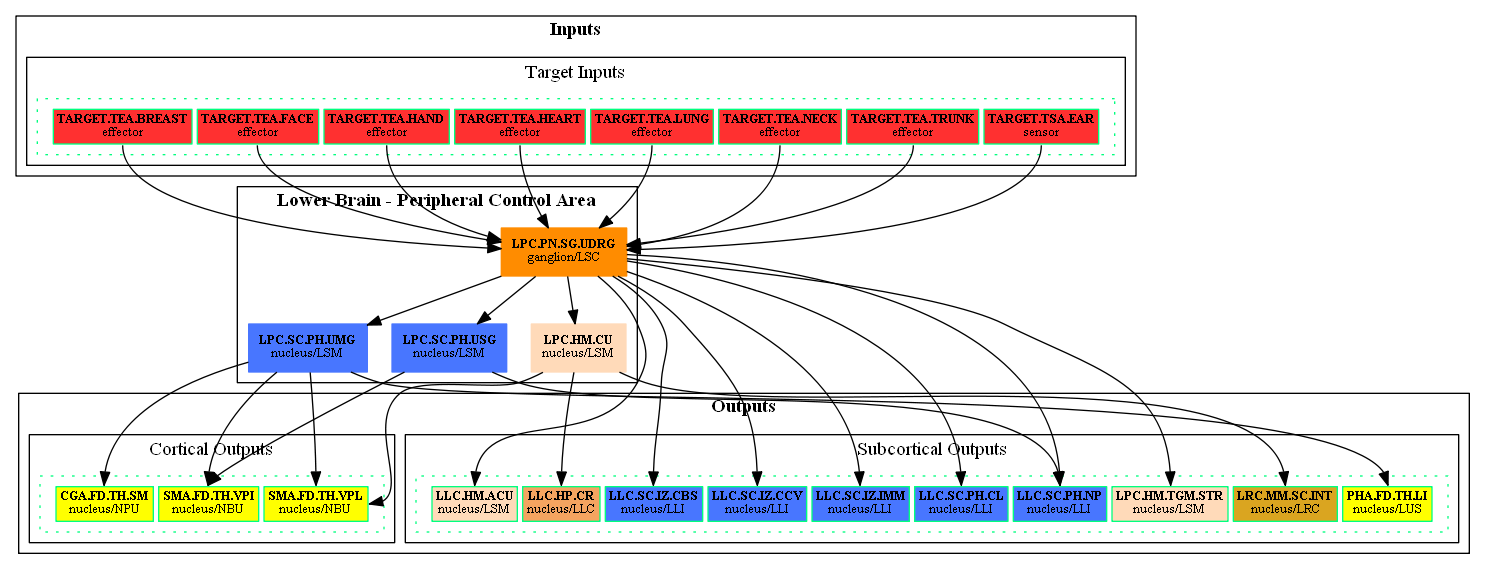 Inputs
Target Inputs
TARGET.TEA.BREAST
effector
TARGET.TEA.FACE
effector
TARGET.TEA.HAND
effector
TARGET.TEA.HEART
effector
TARGET.TEA.LUNG
effector
TARGET.TEA.NECK
effector
TARGET.TEA.TRUNK
effector
TARGET.TSA.EAR
sensor
Lower Brain - Peripheral Control Area
LPC.PN.SG.UDRG
ganglion/LSC
LPC.SC.PH.UMG
nucleus/LSM
LPC.SC.PH.USG
nucleus/LSM
LPC.HM.CU
nucleus/LSM
Outputs
Cortical Outputs
CGA.FD.TH.SM
nucleus/NPU
SMA.FD.TH.VPI
nucleus/NBU
SMA.FD.TH.VPL
nucleus/NBU
Subcortical Outputs
LLC.HM.ACU
nucleus/LSM
LLC.HP.CR
nucleus/LLC
LLC.SC.IZ.CBS
nucleus/LLI
LLC.SC.IZ.CCV
nucleus/LLI
LLC.SC.IZ.IMM
nucleus/LLI
LLC.SC.PH.CL
nucleus/LLI
LLC.SC.PH.NP
nucleus/LLI
LPC.HM.TGM.STR
nucleus/LSM
LRC.MM.SC.INT
nucleus/LRC
PHA.FD.TH.LI
nucleus/LUS